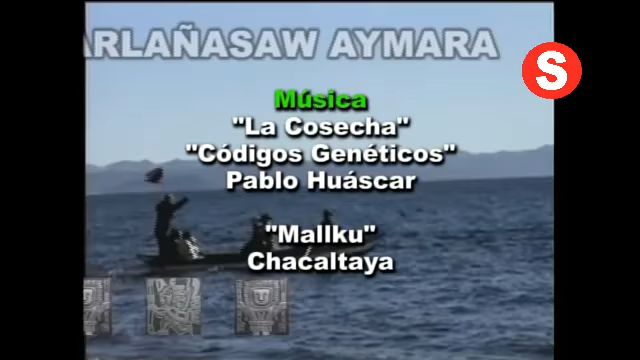 ARLAÑASAW AYMARA
S
Música
"La Cosecha"
"Códigos Genéticos"
Pablo Huáscar
"Mallku"
Chacaltaya